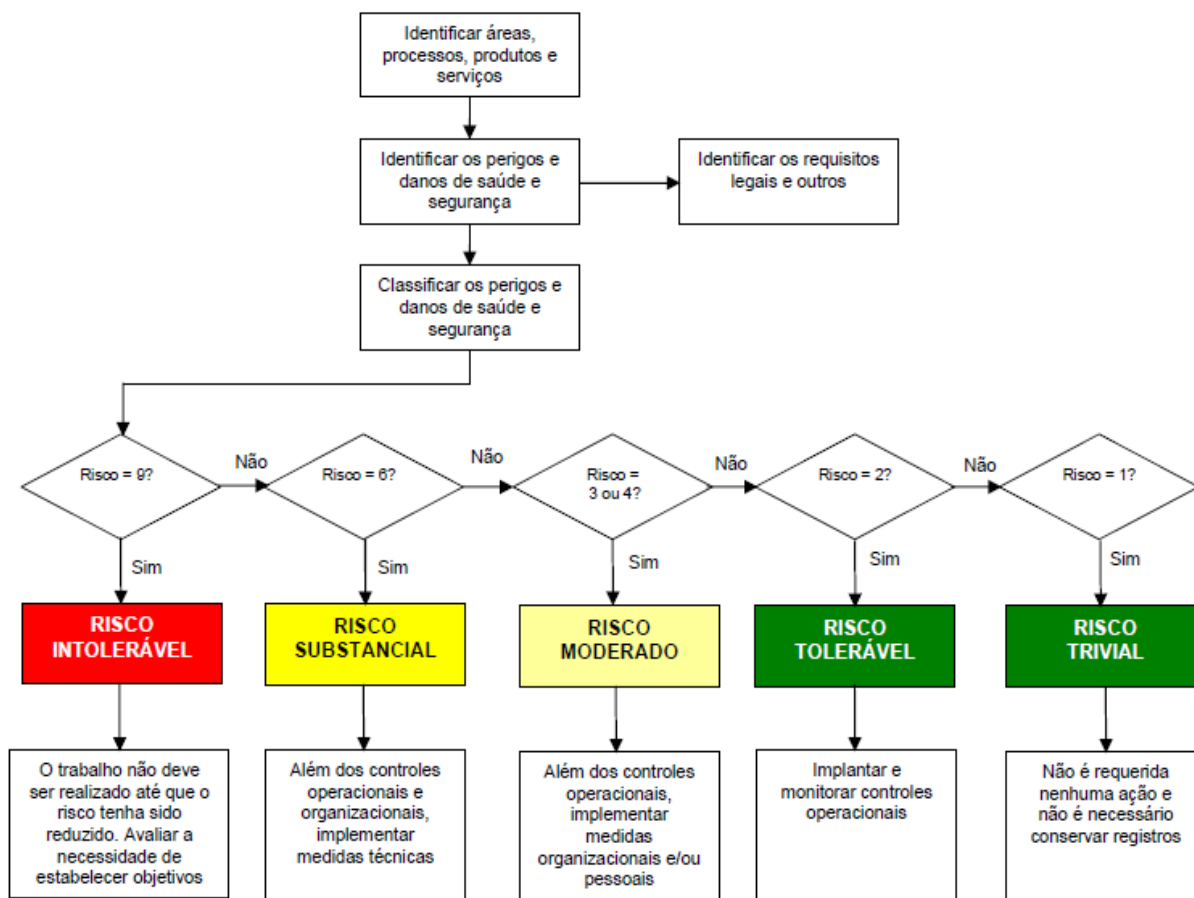 Identificar áreas,
processos, produtos e
serviços
Identificar os perigos e
danos de saúde e
segurança
Identificar os requisitos
legais e outros
Classificar os perigos e
danos de saúde e
segurança
Risco = 9?
Não
Risco = 6?
Não
Risco =
3 ou 4?
Não
Risco = 2?
Não
Risco = 1?
Sim
Sim
Sim
Sim
Sim
RISCO
INTOLERÁVEL
RISCO
SUBSTANCIAL
RISCO
MODERADO
RISCO
TOLERÁVEL
RISCO
TRIVIAL
O trabalho não deve
ser realizado até que o
risco tenha sido
reduzido. Avaliar a
necessidade de
estabelecer objetivos
Além dos controles
operacionais e
organizacionais,
implementar
medidas técnicas
Além dos controles
operacionais,
implementar
medidas
organizacionais e/ou
pessoais
Implantar e
monitorar controles
operacionais
Não é requerida
nenhuma ação e
não é necessário
conservar registros